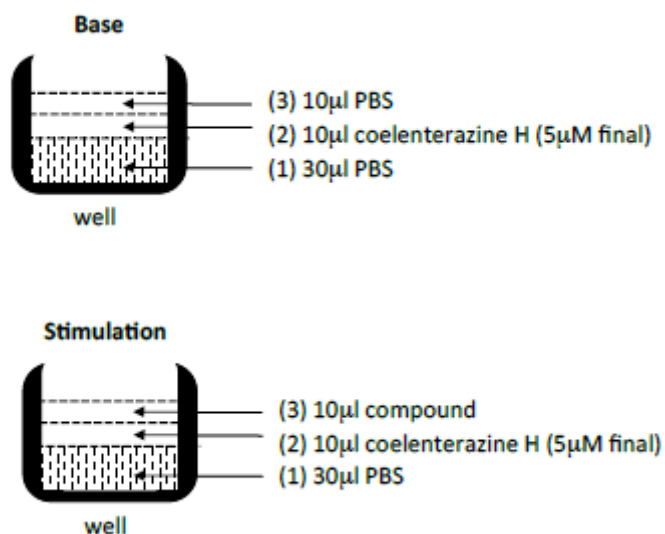 Base
(3) 10µl PBS
(2) 10µl coelenterazine H (5µM final)
(1) 30µl PBS
well
Stimulation
(3) 10µl compound
(2) 10µl coelenterazine H (5µM final)
(1) 30µl PBS
well